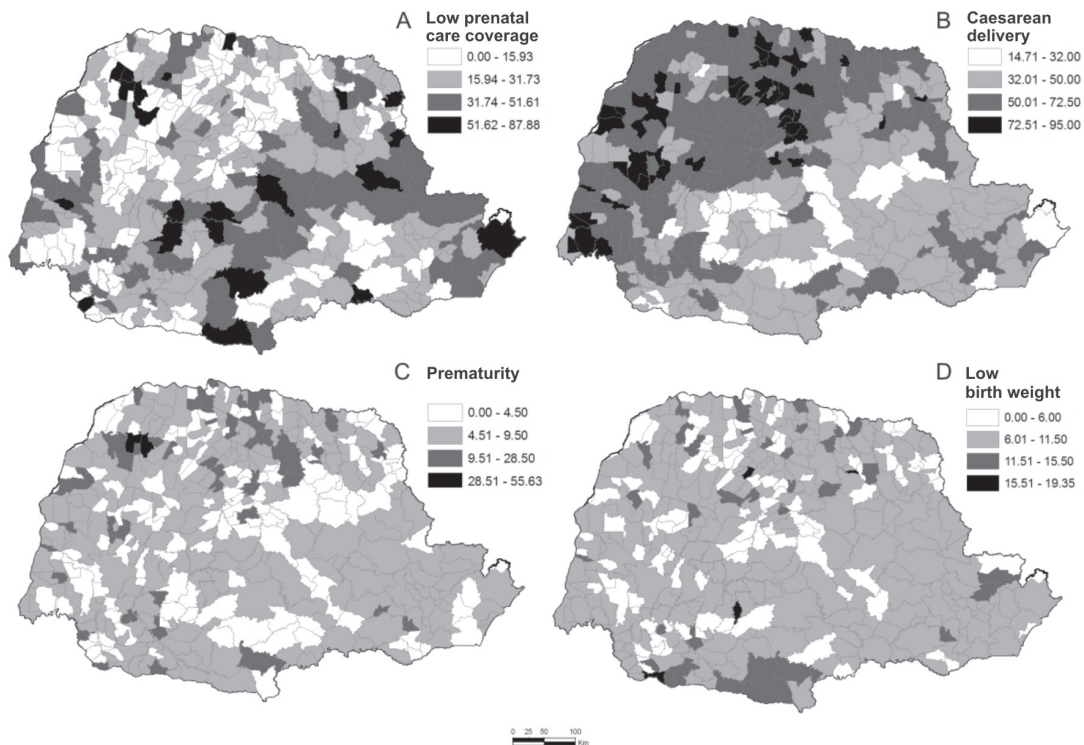 A Low prenatal
care coverage
0.00 - 15.93
15.94 - 31.73
31.74 - 51.61
51.62 - 87.88
B Caesarean
delivery
14.71 - 32.00
32.01 - 50.00
50.01 - 72.50
72.51 - 95.00
C Prematurity
0.00 - 4.50
4.51 - 9.50
9.51 - 28.50
28.51 - 55.63
D Low
birth weight
0.00 - 6.00
6.01 - 11.50
11.51 - 15.50
15.51 - 19.35
0 25 50 100
Km